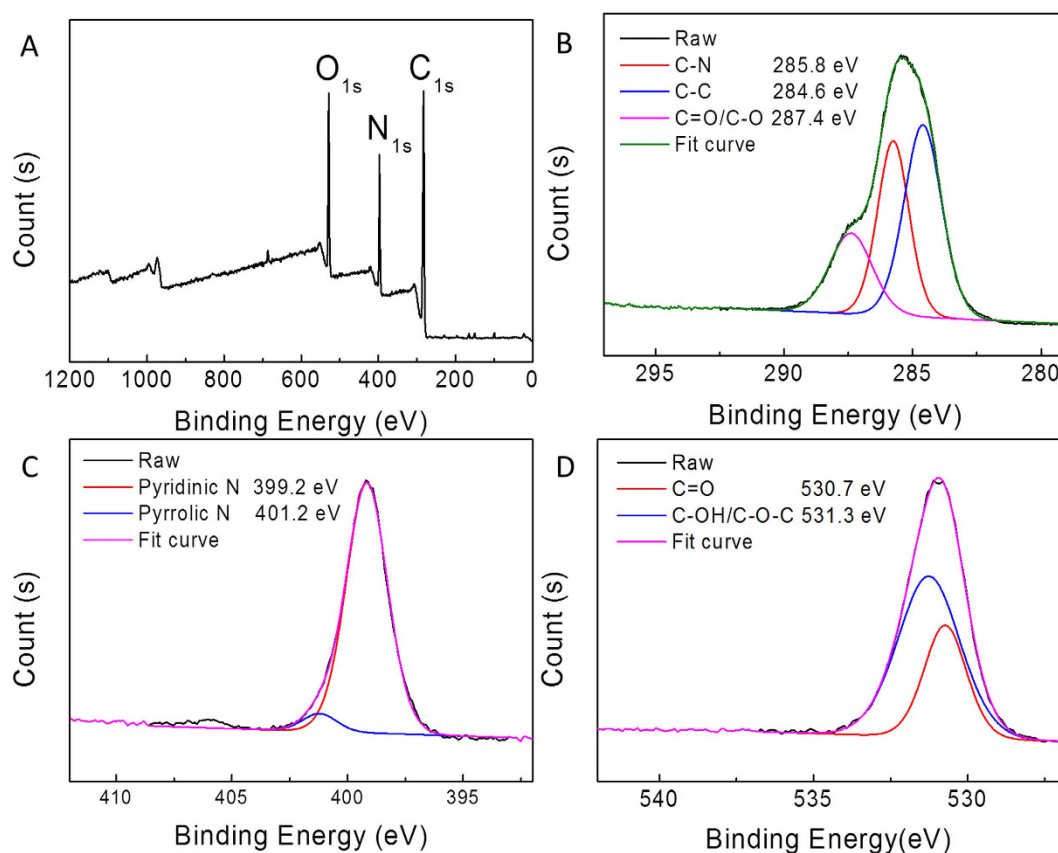 A
O1s
N1s
C1s
Count (s)
1200 1000 800 600 400 200 0
Binding Energy (eV)
B
Raw
C-N 285.8 eV
C-C 284.6 eV
C=O/C-O 287.4 eV
Fit curve
Count (s)
295 290 285 280
Binding Energy (eV)
C
Raw
Pyridinic N 399.2 eV
Pyrrolic N 401.2 eV
Fit curve
Count (s)
410 405 400 395
Binding Energy (eV)
D
Raw
C=O 530.7 eV
C-OH/C-O-C 531.3 eV
Fit curve
Count (s)
540 535 530
Binding Energy(eV)